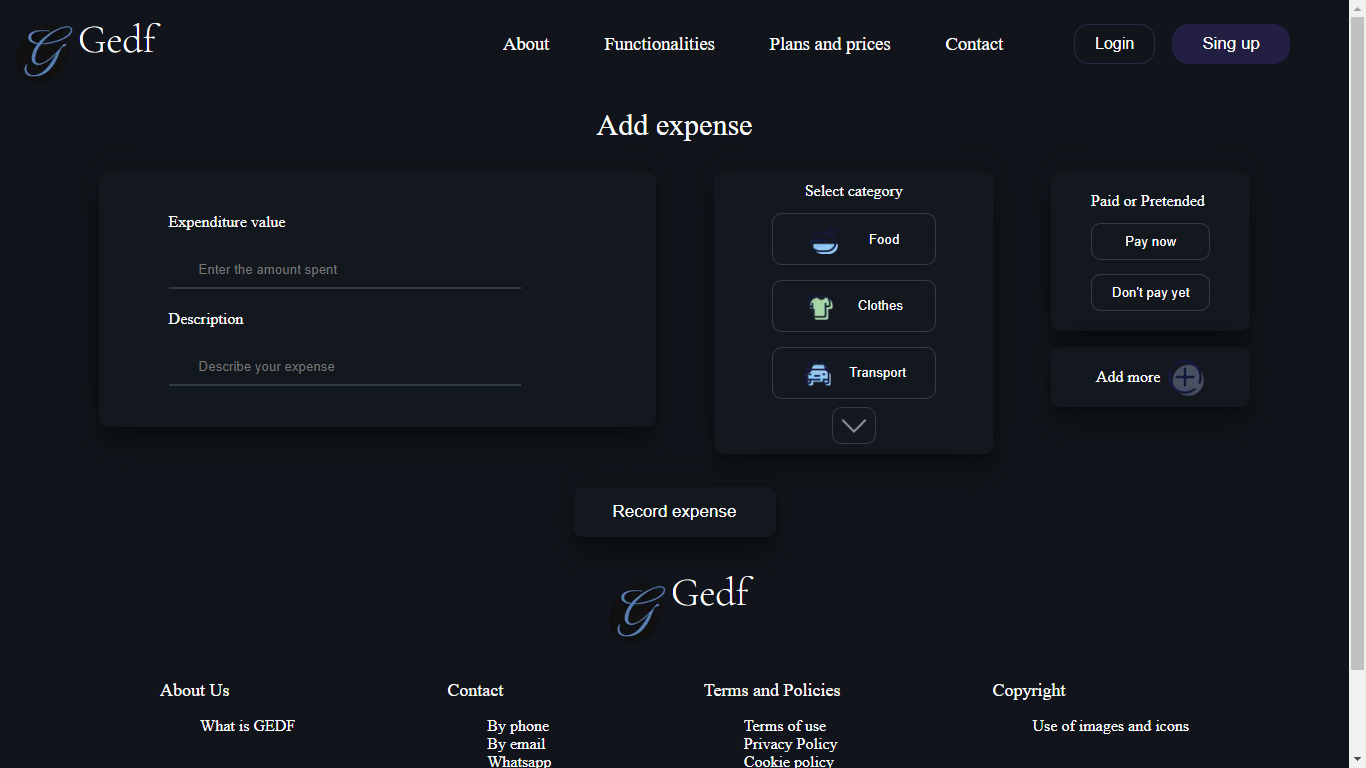 Gedf
About Functionalities Plans and prices Contact Login Sing up
Add expense
Expenditure value
Enter the amount spent
Description
Describe your expense
Select category
Food
Clothes
Transport
Paid or Pretended
Pay now
Don't pay yet
Add more
Record expense
Gedf
About Us
What is GEDF
Contact
By phone
By email
Whatsapp
Terms and Policies
Terms of use
Privacy Policy
Cookie policy
Copyright
Use of images and icons